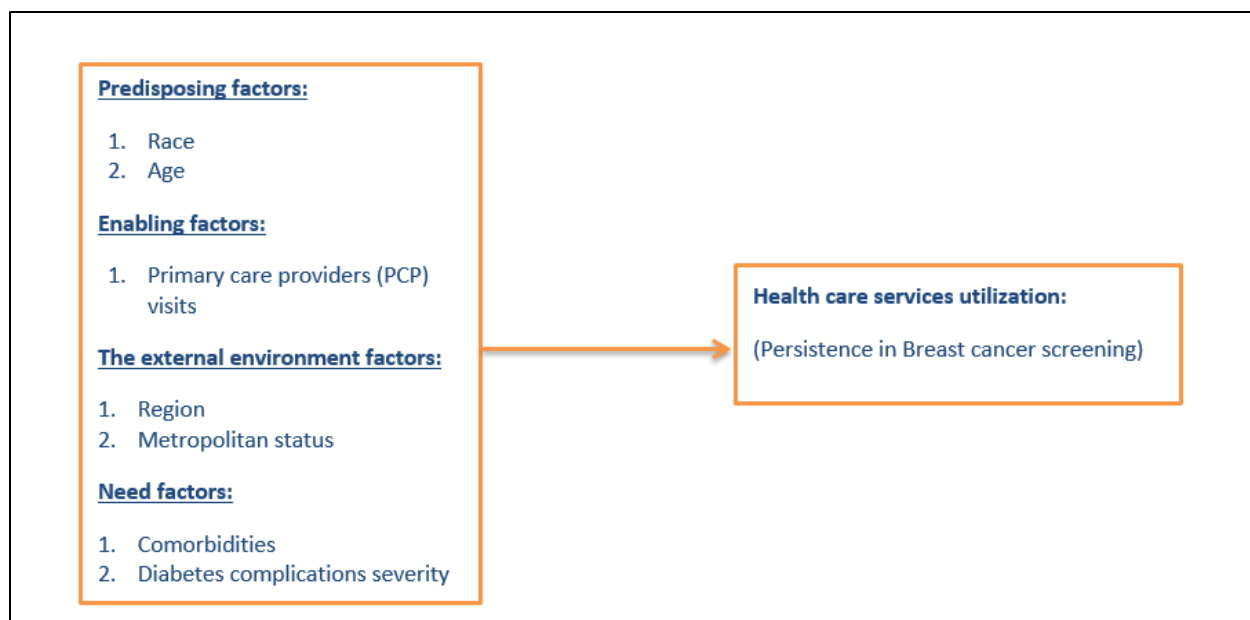 Predisposing factors:
1. Race
2. Age
Enabling factors:
1. Primary care providers (PCP)
visits
The external environment factors:
1. Region
2. Metropolitan status
Need factors:
1. Comorbidities
2. Diabetes complications severity
Health care services utilization:
(Persistence in Breast cancer screening)